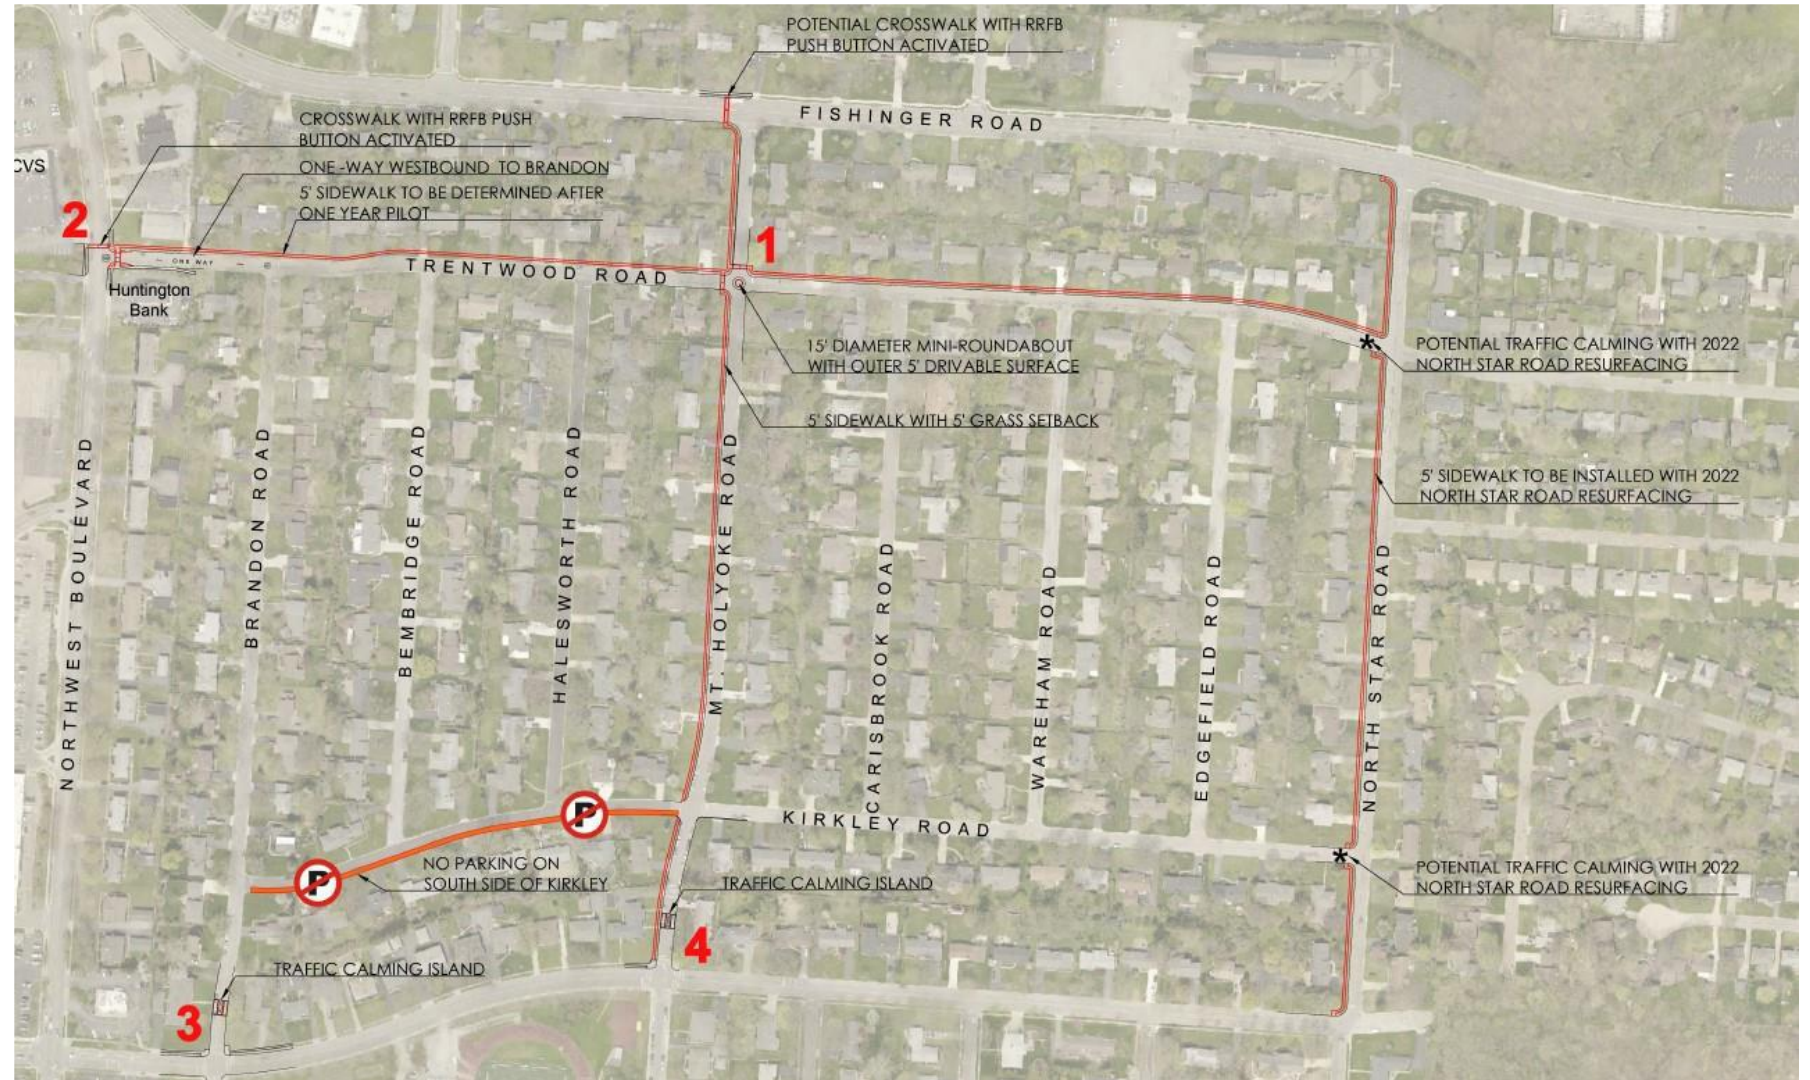 POTENTIAL CROSSWALK WITH RRFB
PUSH BUTTON ACTIVATED
FISHINGER ROAD
CROSSWALK WITH RRFB PUSH
BUTTON ACTIVATED
CVS
ONE -WAY WESTBOUND TO BRANDON
5' SIDEWALK TO BE DETERMINED AFTER
ONE YEAR PILOT
2
1
ONE WAY
TRENTWOOD ROAD
Huntington
Bank
15' DIAMETER MINI-ROUNDABOUT
WITH OUTER 5' DRIVABLE SURFACE
*
POTENTIAL TRAFFIC CALMING WITH 2022
NORTH STAR ROAD RESURFACING
5' SIDEWALK WITH 5' GRASS SETBACK
5' SIDEWALK TO BE INSTALLED WITH 2022
NORTH STAR ROAD RESURFACING
NORTHWEST BOULEVARD
BRANDON ROAD
BEMBRIDGE ROAD
HALESWORTH ROAD
MT. HOLYOKE ROAD
CARISBROOK ROAD
WAREHAM ROAD
EDGEFIELD ROAD
NORTH STAR ROAD
P
KIRKLEY ROAD
P
NO PARKING ON
SOUTH SIDE OF KIRKLEY
TRAFFIC CALMING ISLAND
*
POTENTIAL TRAFFIC CALMING WITH 2022
NORTH STAR ROAD RESURFACING
4
TRAFFIC CALMING ISLAND
3